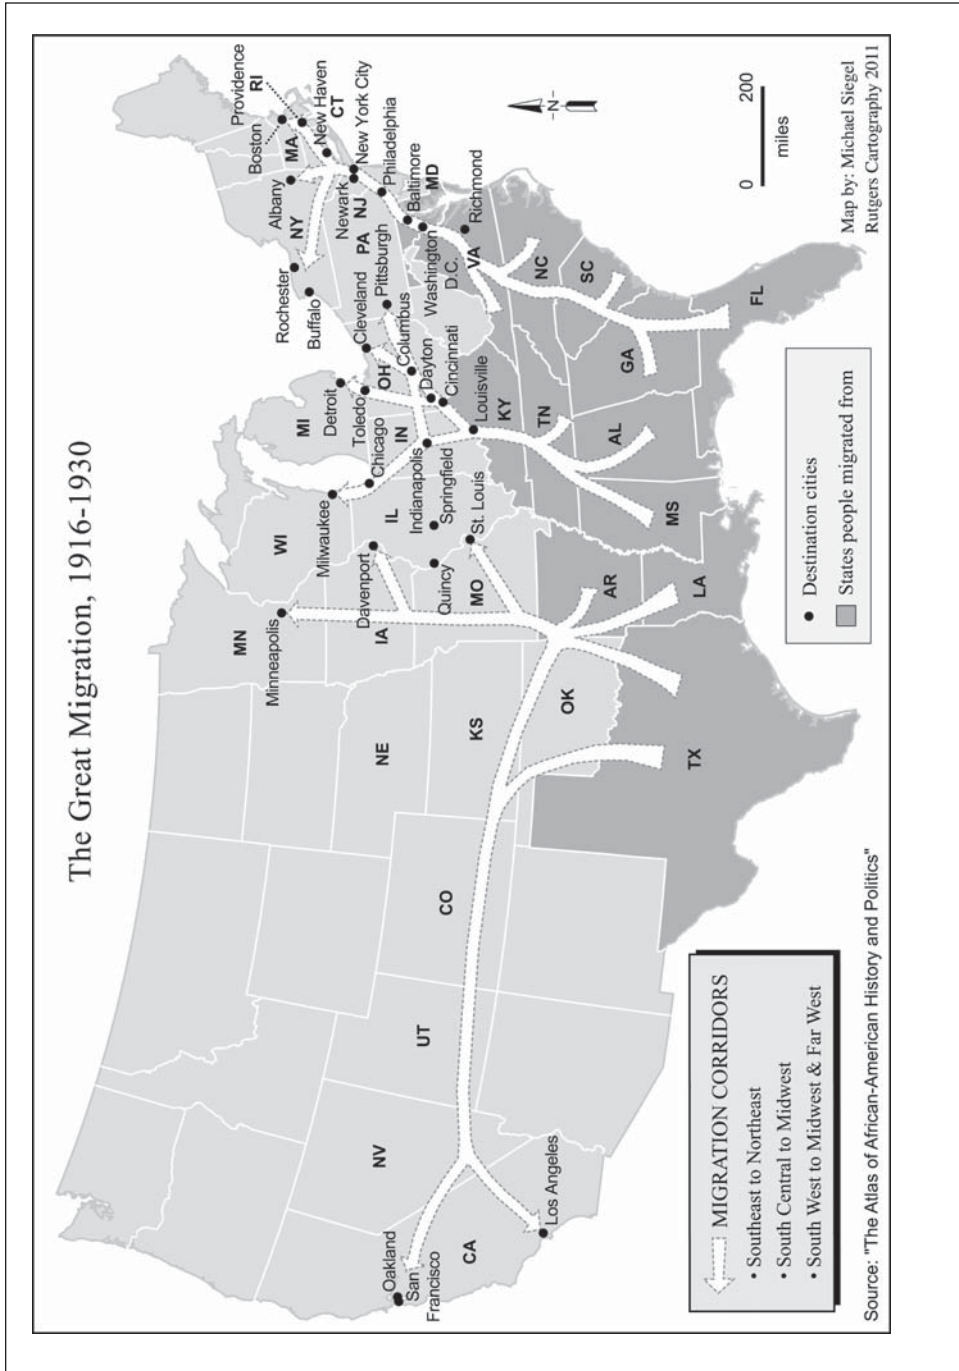 The Great Migration, 1916-1930
MN
Minneapolis
WI
Milwaukee
MI
Detroit
Toledo
Chicago
IA
Davenport
IL
IN
Indianapolis
Springfield
Quincy
MO
St. Louis
OH
Cleveland
Columbus
Dayton
Cincinnati
Louisville
Pittsburgh
PA
Rochester
Buffalo
NY
Albany
Boston
MA
Providence
RI
New Haven
CT
New York City
Newark
NJ
Philadelphia
Baltimore
MD
Washington
D.C.
VA
Richmond
NE
KS
OK
CO
UT
NV
CA
Oakland
San
Francisco
Los Angeles
KY
TN
NC
SC
GA
FL
AL
MS
AR
LA
TX
N
0
200
miles
Map by: Michael Siegel
Rutgers Cartography 2011
Destination cities
States people migrated from
MIGRATION CORRIDORS
• Southeast to Northeast
• South Central to Midwest
• South West to Midwest & Far West
Source: "The Atlas of African-American History and Politics"